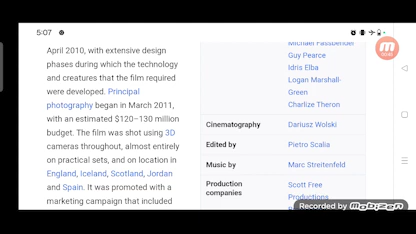 5:07
April 2010, with extensive design
phases during which the technology
and creatures that the film required
were developed. Principal
photography began in March 2011,
with an estimated $120–130 million
budget. The film was shot using 3D
cameras throughout, almost entirely
on practical sets, and on location in
England, Iceland, Scotland, Jordan
and Spain. It was promoted with a
marketing campaign that included
Michael Fassbender
Guy Pearce
Idris Elba
Logan Marshall-
Green
Charlize Theron
Cinematography Dariusz Wolski
Edited by Pietro Scalia
Music by Marc Streitenfeld
Production
companies
Scott Free
Productions
Recorded by Mobizen